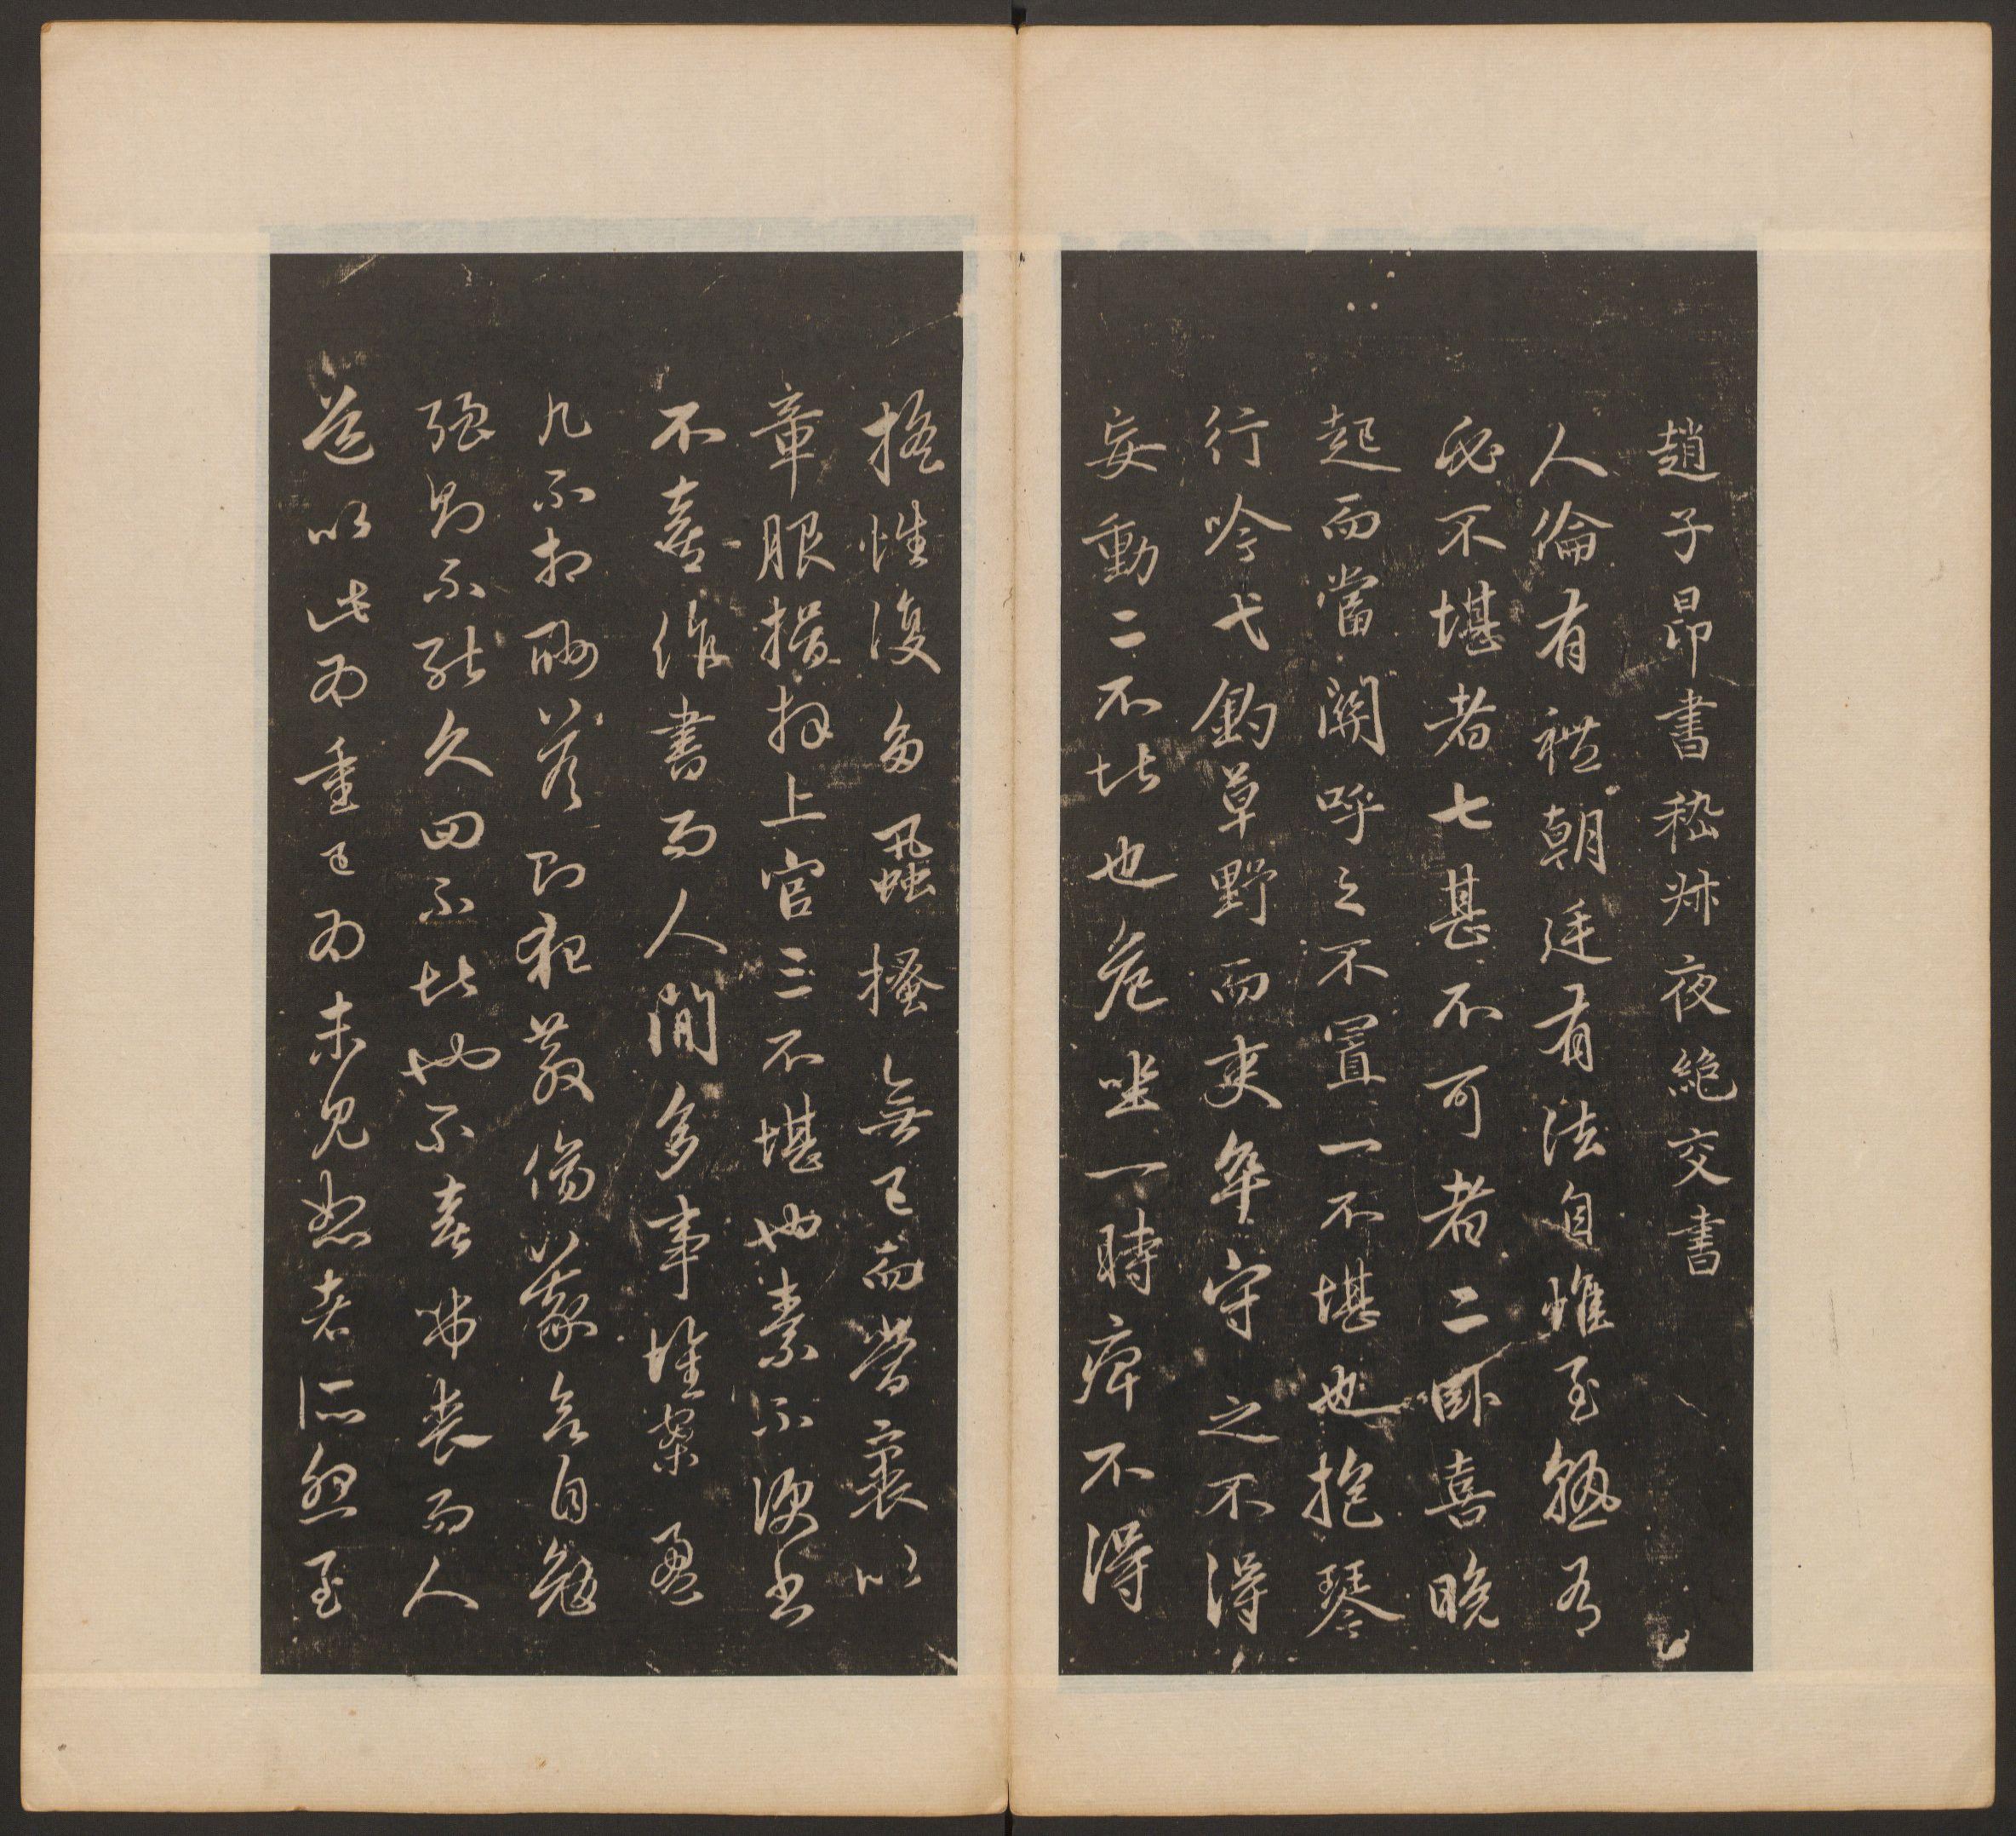 趙子昂書嵇叔夜絕交書
人倫有禮朝廷有法自惟至熟有
必不堪者七甚不可者二卧喜晚
起而當關呼之不置一不堪也抱琴
行吟弋釣草野而吏卒守之不得
妄動二不堪也危坐一時痺不得
搖性復多蝨搔無已而當裹以
章服揖拜上官三不堪也素不便書
不喜作書而人間多事堆案盈
几不相酬答則犯教傷義欲自勉
強則不能久四不堪也不喜弔喪而人
道以此為重已為未見恕者所怨至